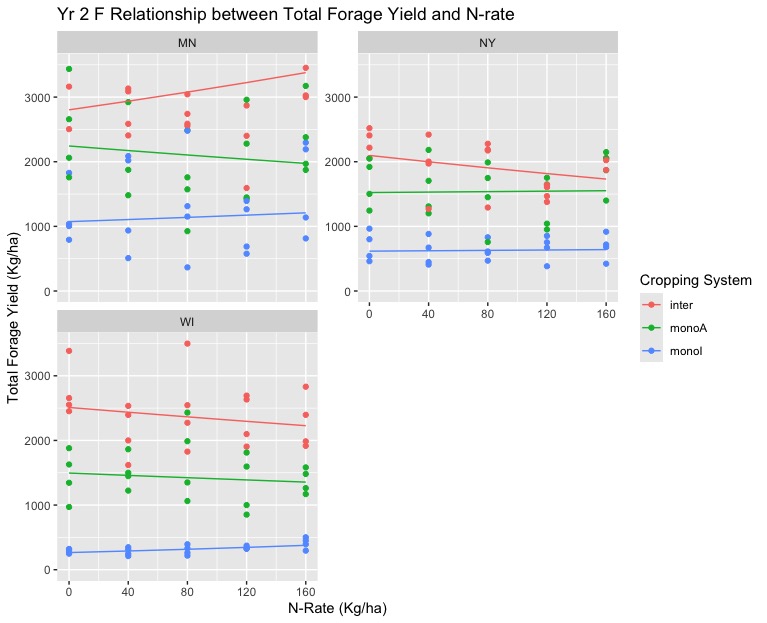 Yr 2 F Relationship between Total Forage Yield and N-rate
MN
NY
3000
2000
1000
0
3000
2000
1000
0
0
40
80
120
160
WI
3000
2000
1000
0
0
40
80
120
160
Total Forage Yield (Kg/ha)
N-Rate (Kg/ha)
Cropping System
inter
monoA
monoI